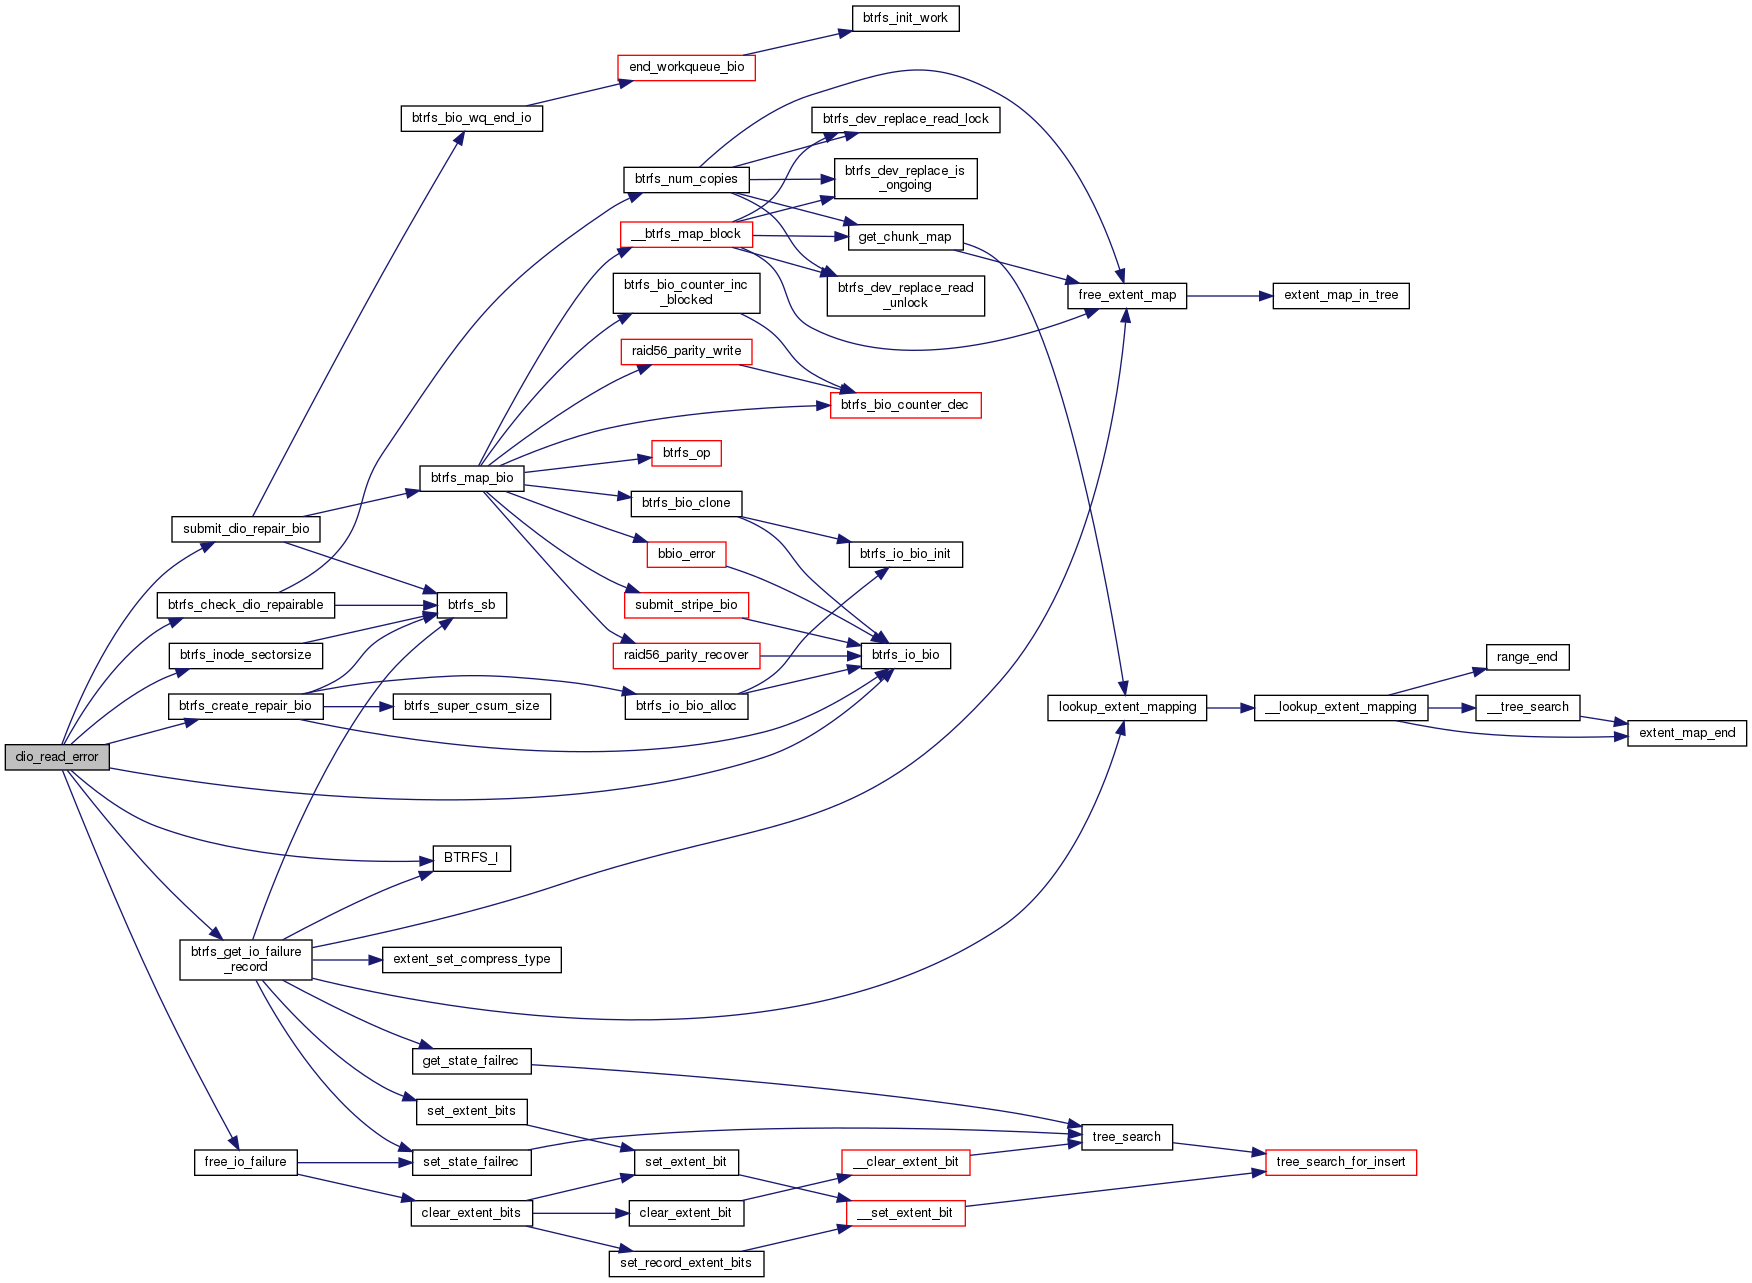 btrfs_init_work
end_workqueue_bio
btrfs_bio_wq_end_io
btrfs_dev_replace_read_lock
btrfs_num_copies
btrfs_dev_replace_is
_ongoing
__btrfs_map_block
get_chunk_map
btrfs_bio_counter_inc
_blocked
btrfs_dev_replace_read
_unlock
free_extent_map
extent_map_in_tree
raid56_parity_write
btrfs_bio_counter_dec
btrfs_op
btrfs_map_bio
btrfs_bio_clone
submit_dio_repair_bio
bbio_error
btrfs_io_bio_init
btrfs_check_dio_repairable
btrfs_sb
submit_stripe_bio
btrfs_inode_sectorsize
raid56_parity_recover
btrfs_io_bio
range_end
btrfs_create_repair_bio
btrfs_super_csum_size
btrfs_io_bio_alloc
lookup_extent_mapping
__lookup_extent_mapping
__tree_search
extent_map_end
dio_read_error
BTRFS_I
btrfs_get_io_failure
_record
extent_set_compress_type
get_state_failrec
set_extent_bits
tree_search
free_io_failure
set_state_failrec
set_extent_bit
__clear_extent_bit
tree_search_for_insert
clear_extent_bits
clear_extent_bit
__set_extent_bit
set_record_extent_bits